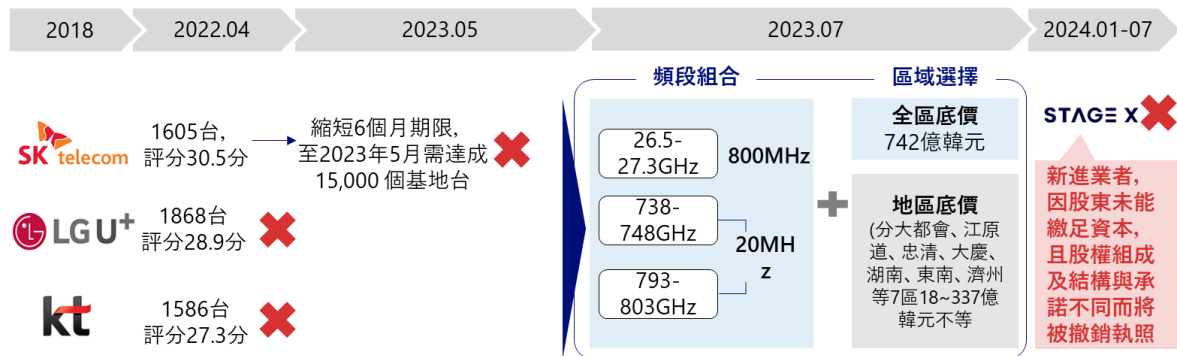 2018
2022.04
2023.05
2023.07
2024.01-07
SK telecom
1605台,
評分30.5分
縮短6個月期限,
至2023年5月需達成
15,000 個基地台
LG U+
1868台
評分28.9分
kt
1586台
評分27.3分
頻段組合
26.5-
27.3GHz
800MHz
738-
748GHz
793-
803GHz
20MH
z
區域選擇
全區底價
742億韓元
地區底價
(分大都會、江原
道、忠清、大慶、
湖南、東南、濟州
等7區18~337億
韓元不等
STAGE X
新進業者,
因股東未能
繳足資本,
且股權組成
及結構與承
諾不同而將
被撤銷執照